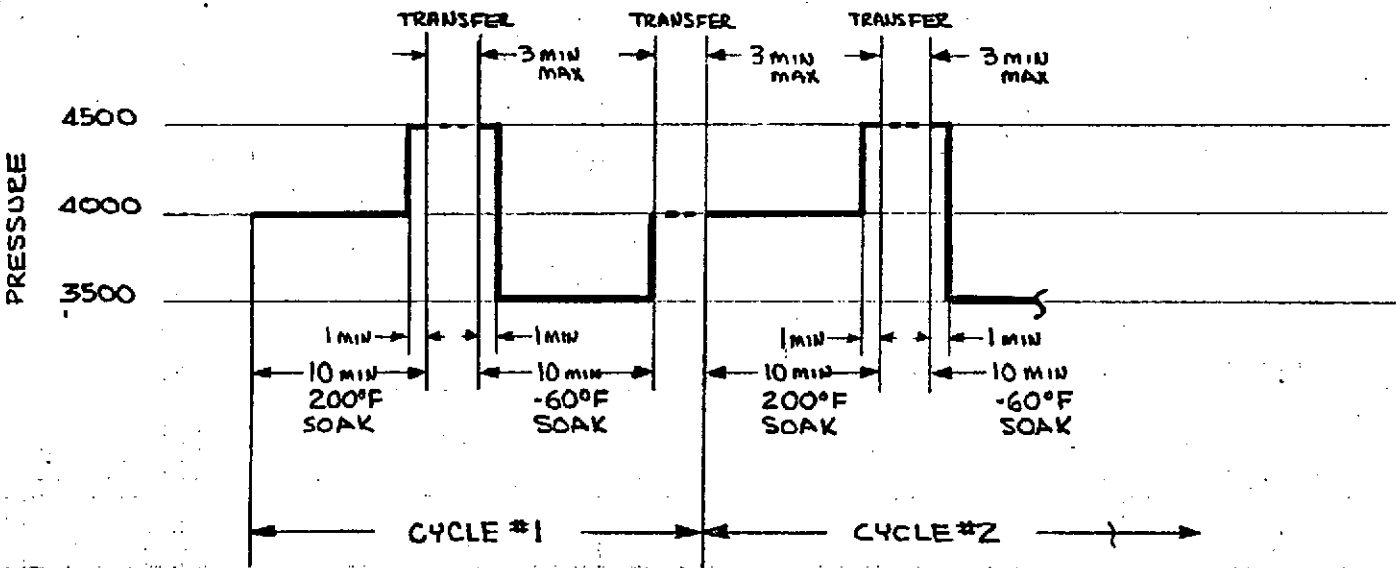 TRANSFER TRANSFER TRANSFER
3 MIN MAX 3 MIN MAX 3 MIN MAX
PRESSURE
4500
4000
3500
1 MIN 1 MIN 1 MIN 1 MIN
10 MIN 10 MIN 10 MIN 10 MIN
200°F -60°F 200°F -60°F
SOAK SOAK SOAK SOAK
CYCLE #1 CYCLE #2